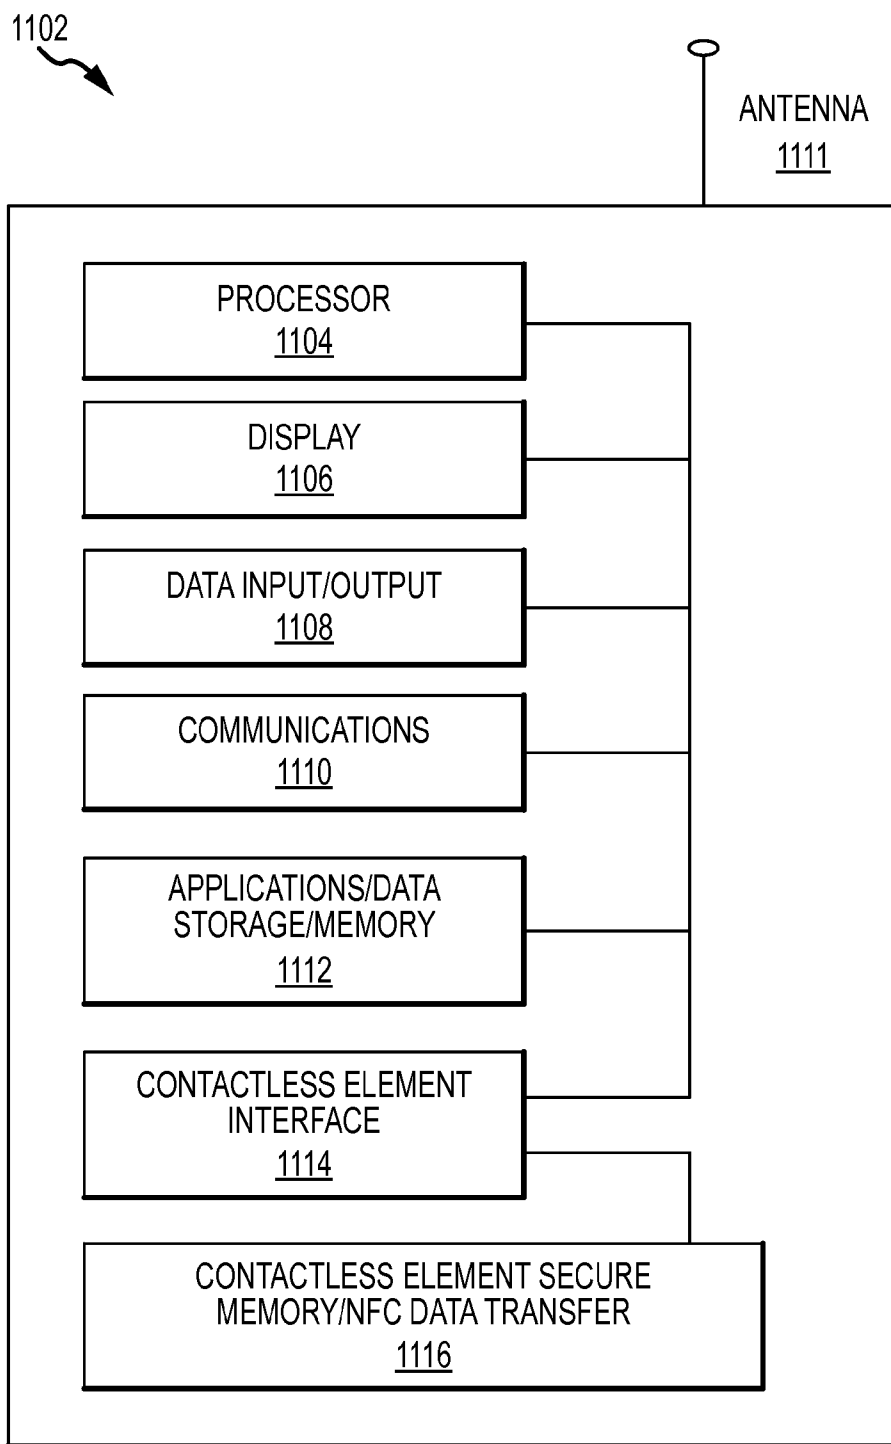 1102
ANTENNA
1111
PROCESSOR
1104
DISPLAY
1106
DATA INPUT/OUTPUT
1108
COMMUNICATIONS
1110
APPLICATIONS/DATA
STORAGE/MEMORY
1112
CONTACTLESS ELEMENT
INTERFACE
1114
CONTACTLESS ELEMENT SECURE
MEMORY/NFC DATA TRANSFER
1116